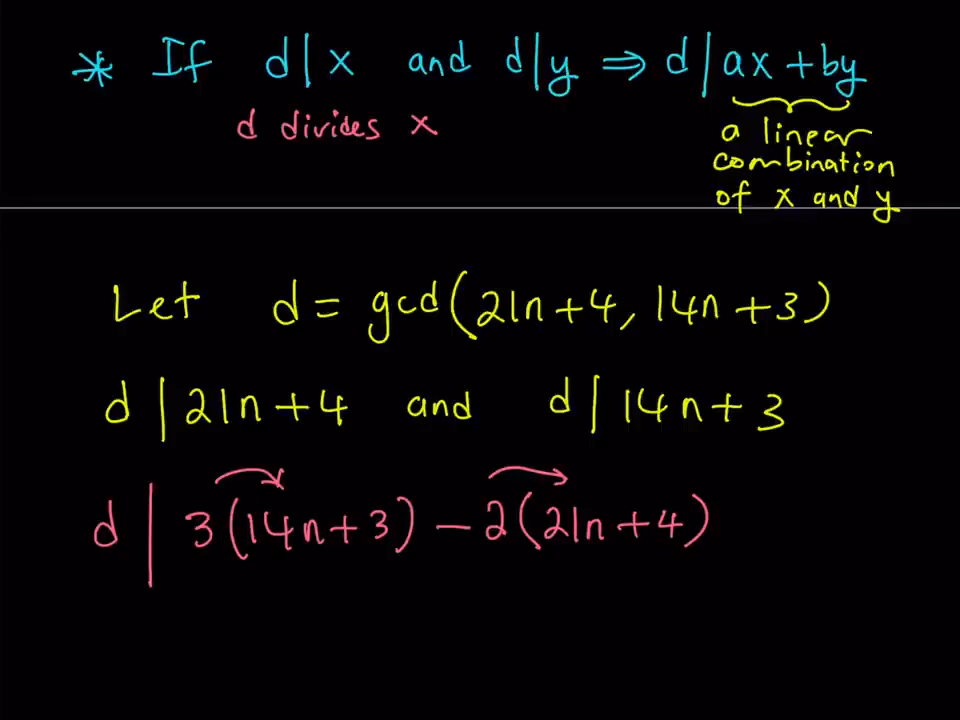 * If d | x and d | y ⇒ d | ax + by
d divides x
a linear
combination
of x and y
Let d = gcd(21n + 4, 14n + 3)
d | 21n + 4 and d | 14n + 3
d | 3(14n + 3) - 2(21n + 4)